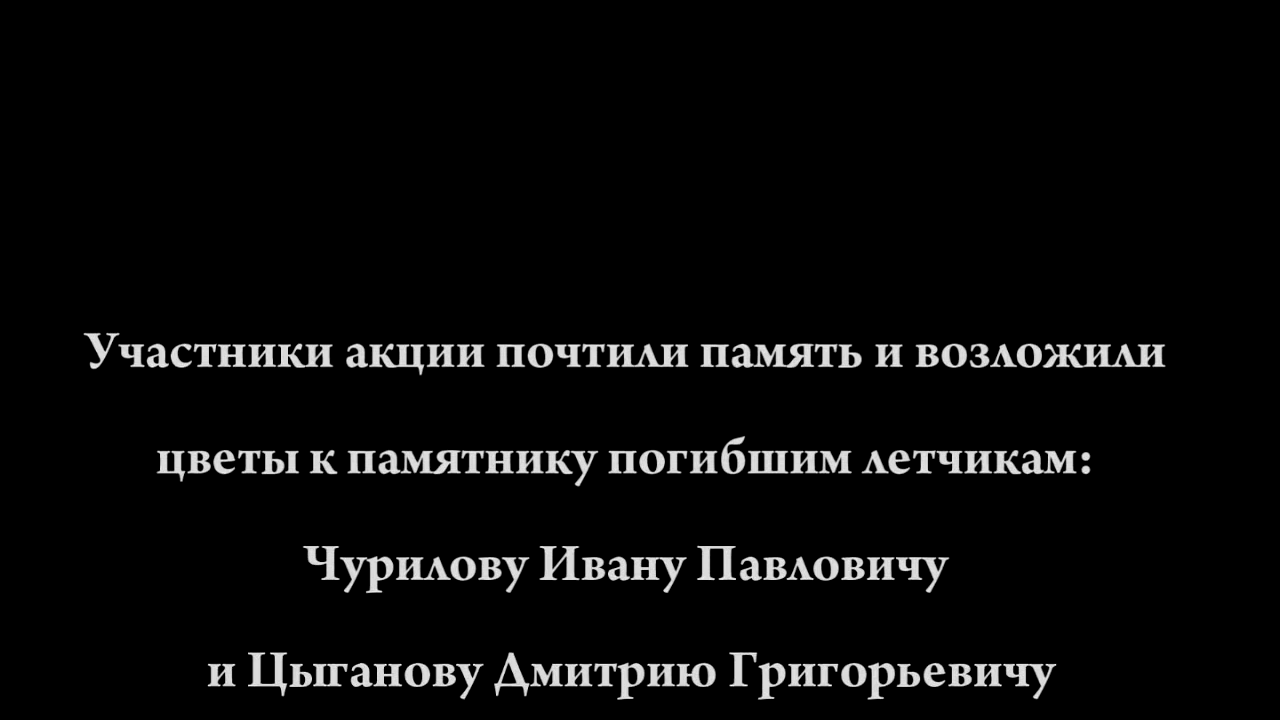 Участники акции почтили память и возложили
цветы к памятнику погибшим летчикам:
Чурилову Ивану Павловичу
и Цыганову Дмитрию Григорьевичу